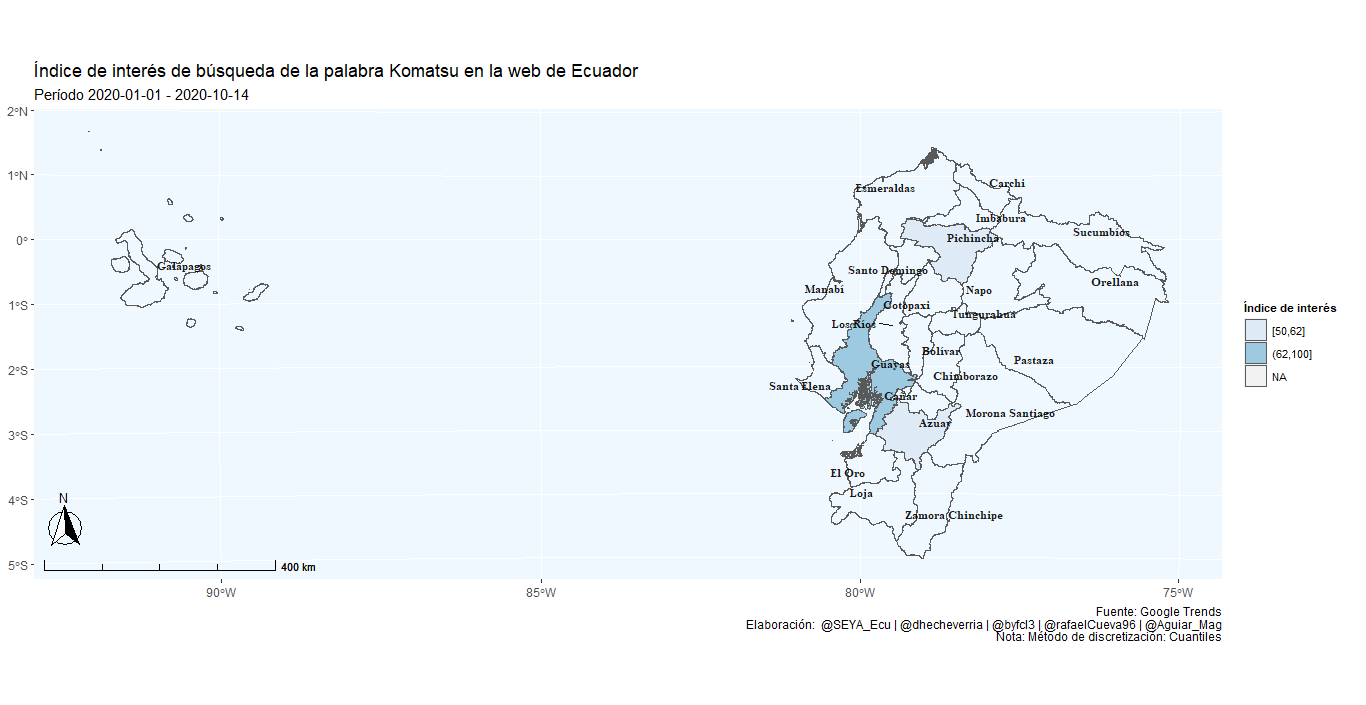 Índice de interés de búsqueda de la palabra Komatsu en la web de Ecuador
Período 2020-01-01 - 2020-10-14
2°N
1°N
0°
1°S
2°S
3°S
4°S
5°S
90°W
85°W
80°W
75°W
Galápagos
Esmeraldas
Carchi
Imbabura
Sucumbíos
Pichincha
Santo Domingo
Manabí
Napo
Orellana
Cotopaxi
Los Ríos
Tungurahua
Bolívar
Pastaza
Guayas
Chimborazo
Santa Elena
Cañar
Morona Santiago
Azuay
El Oro
Loja
Zamora Chinchipe
N
400 km
Índice de interés
[50,62]
(62,100]
NA
Fuente: Google Trends
Elaboración: @SEYA_Ecu | @dhecheverria | @byfcl3 | @rafaelCueva96 | @Aguiar_Mag
Nota: Método de discretización: Cuantiles